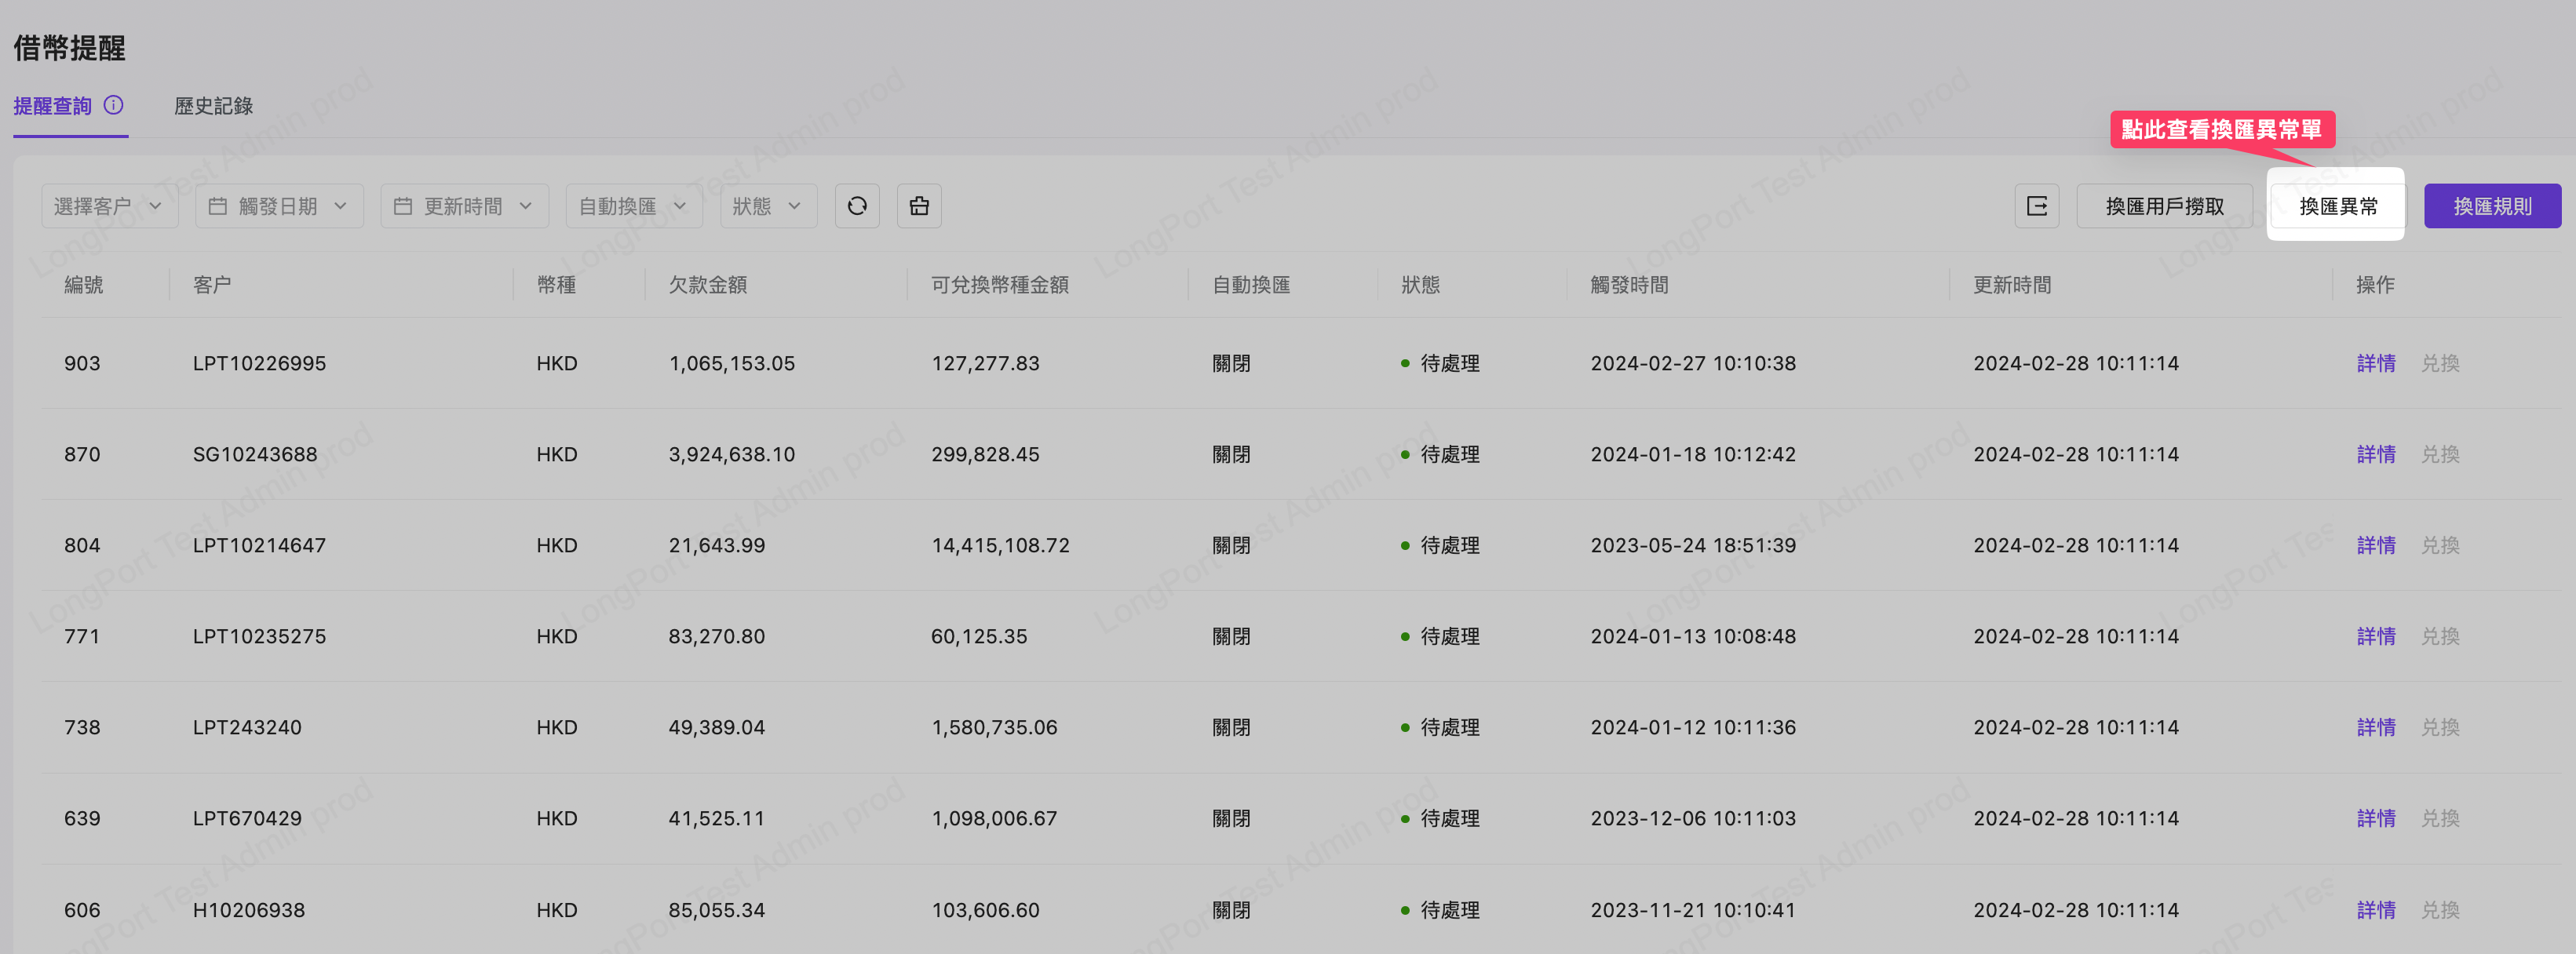 借幣提醒
提醒查詢 歷史記錄
點此查看換匯異常單
選擇客户 觸發日期 更新時間 自動換匯 狀態 換匯用戶撈取 換匯異常 換匯規則
編號 客户 幣種 欠款金額 可兌換幣種金額 自動換匯 狀態 觸發時間 更新時間 操作
903 LPT10226995 HKD 1,065,153.05 127,277.83 關閉 待處理 2024-02-27 10:10:38 2024-02-28 10:11:14 詳情 兌換
870 SG10243688 HKD 3,924,638.10 299,828.45 關閉 待處理 2024-01-18 10:12:42 2024-02-28 10:11:14 詳情 兌換
804 LPT10214647 HKD 21,643.99 14,415,108.72 關閉 待處理 2023-05-24 18:51:39 2024-02-28 10:11:14 詳情 兌換
771 LPT10235275 HKD 83,270.80 60,125.35 關閉 待處理 2024-01-13 10:08:48 2024-02-28 10:11:14 詳情 兌換
738 LPT243240 HKD 49,389.04 1,580,735.06 關閉 待處理 2024-01-12 10:11:36 2024-02-28 10:11:14 詳情 兌換
639 LPT670429 HKD 41,525.11 1,098,006.67 關閉 待處理 2023-12-06 10:11:03 2024-02-28 10:11:14 詳情 兌換
606 H10206938 HKD 85,055.34 103,606.60 關閉 待處理 2023-11-21 10:10:41 2024-02-28 10:11:14 詳情 兌換
LongPort Test Admin prod